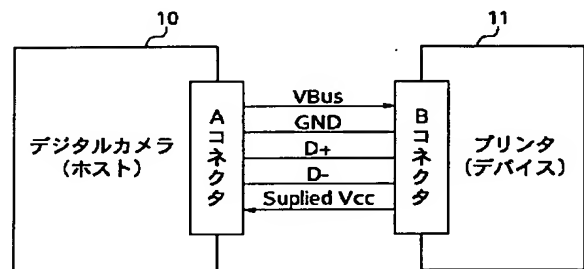 10
11
デジタルカメラ
(ホスト)
Aコネクタ
VBus
GND
D+
D-
Suplied Vcc
Bコネクタ
プリンタ
(デバイス)